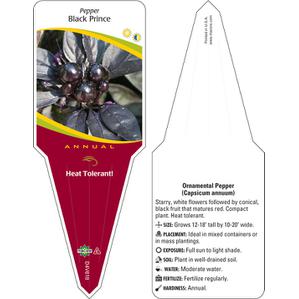 Pepper
Black Prince
ANNUAL
Heat Tolerant!
Printed in U.S.A.
Ornamental Pepper
(Capsicum annuum)
Starry, white flowers followed by conical,
black fruit that matures red. Compact
plant. Heat tolerant.
SIZE: Grows 12-18" tall by 10-20" wide.
PLACEMENT: Ideal in mixed containers or
in mass plantings.
EXPOSURE: Full sun to light shade.
SOIL: Plant in well-drained soil.
WATER: Moderate water.
FERTILIZE: Fertilize regularly.
HARDINESS: Annual.